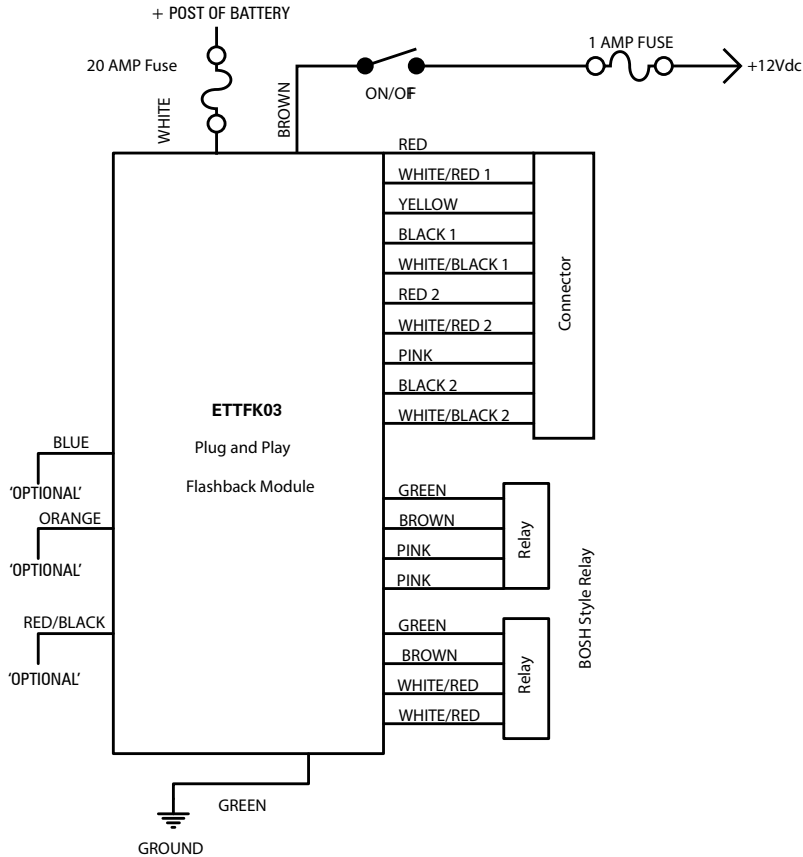 + POST OF BATTERY
20 AMP Fuse
1 AMP FUSE
+12Vdc
ON/OFF
WHITE
BROWN
RED
WHITE/RED 1
YELLOW
BLACK 1
WHITE/BLACK 1
RED 2
WHITE/RED 2
PINK
BLACK 2
WHITE/BLACK 2
Connector
ETTFK03
Plug and Play
Flashback Module
BLUE
'OPTIONAL'
ORANGE
'OPTIONAL'
RED/BLACK
'OPTIONAL'
GREEN
BROWN
PINK
PINK
Relay
GREEN
BROWN
WHITE/RED
WHITE/RED
Relay
BOSH Style Relay
GREEN
GROUND